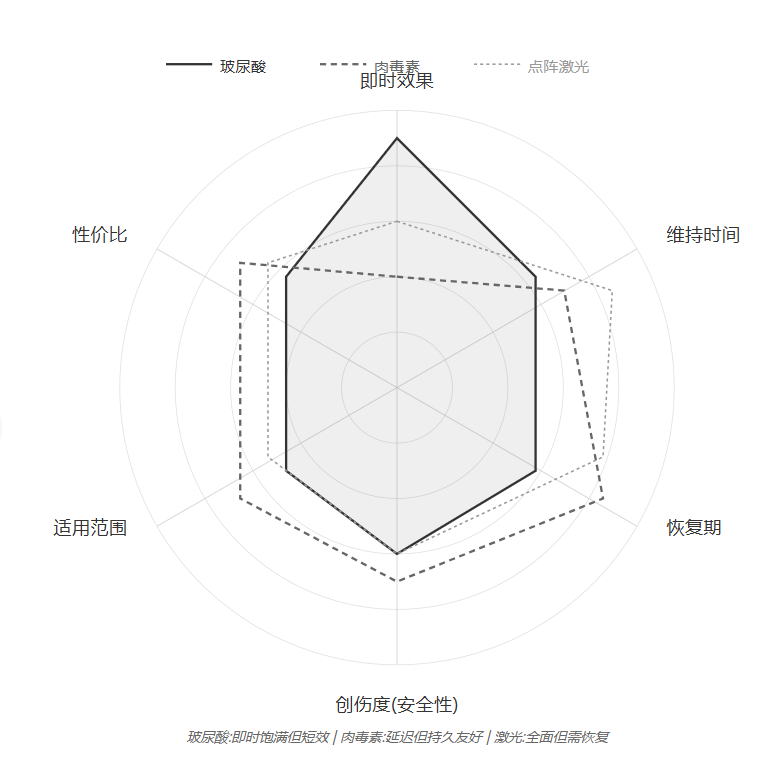 玻尿酸 肉毒素 点阵激光
即时效果
性价比 维持时间
适用范围 恢复期
创伤度(安全性)
玻尿酸:即时饱满但短效 | 肉毒素:延迟但持久友好 | 激光:全面但需恢复